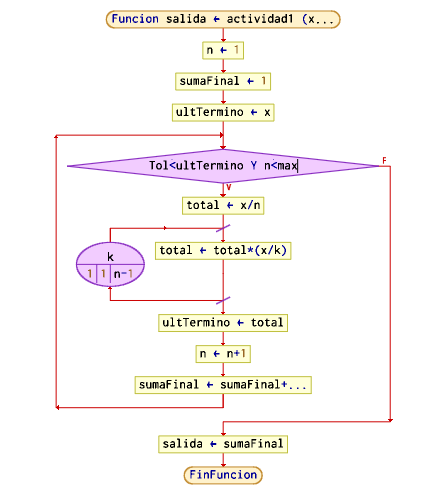 Funcion salida ← actividad1 (x...
n ← 1
sumaFinal ← 1
ultTermino ← x
Tol<ultTermino Y n<max
F
V
total ← x/n
total ← total*(x/k)
k
1 1 n-1
ultTermino ← total
n ← n+1
sumaFinal ← sumaFinal+...
salida ← sumaFinal
FinFuncion